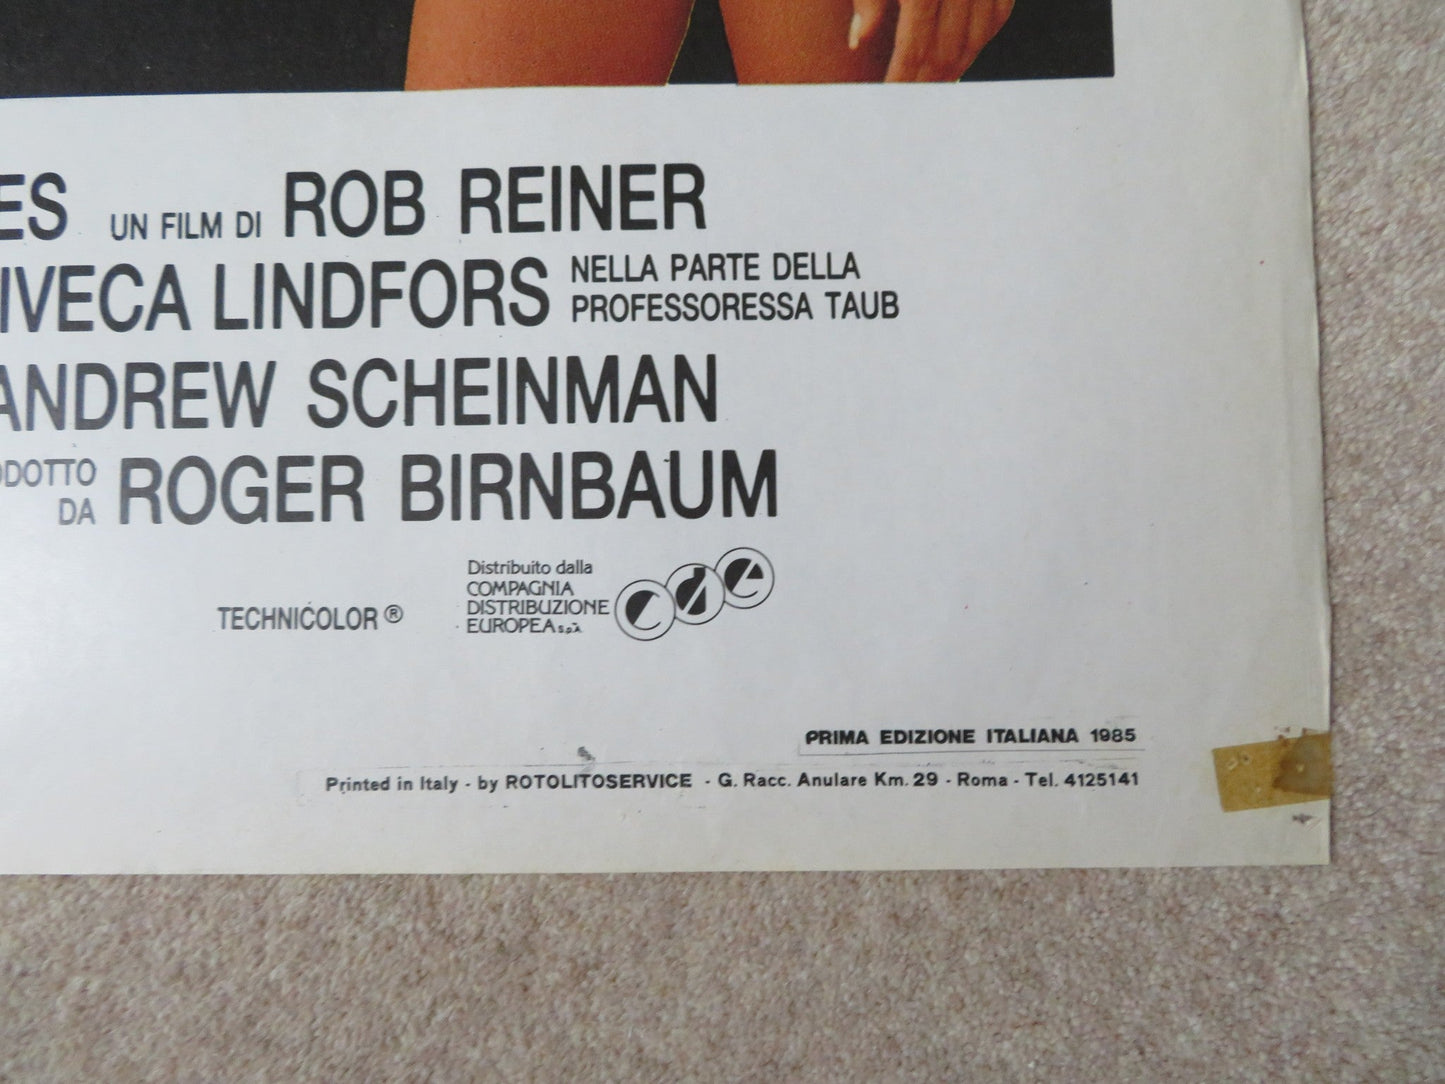 ES UN FILM DI ROB REINER
IVECA LINDFORS NELLA PARTE DELLA
PROFESSORESSA TAUB
ANDREW SCHEINMAN
ODOTTO
DA ROGER BIRNBAUM
TECHNICOLOR®
Distribuito dalla
COMPAGNIA
DISTRIBUZIONE
EUROPEA S.p.A.
cde
PRIMA EDIZIONE ITALIANA 1985
Printed in Italy - by ROTOLITOSERVICE - G. Racc. Anulare Km. 29 - Roma - Tel. 4125141